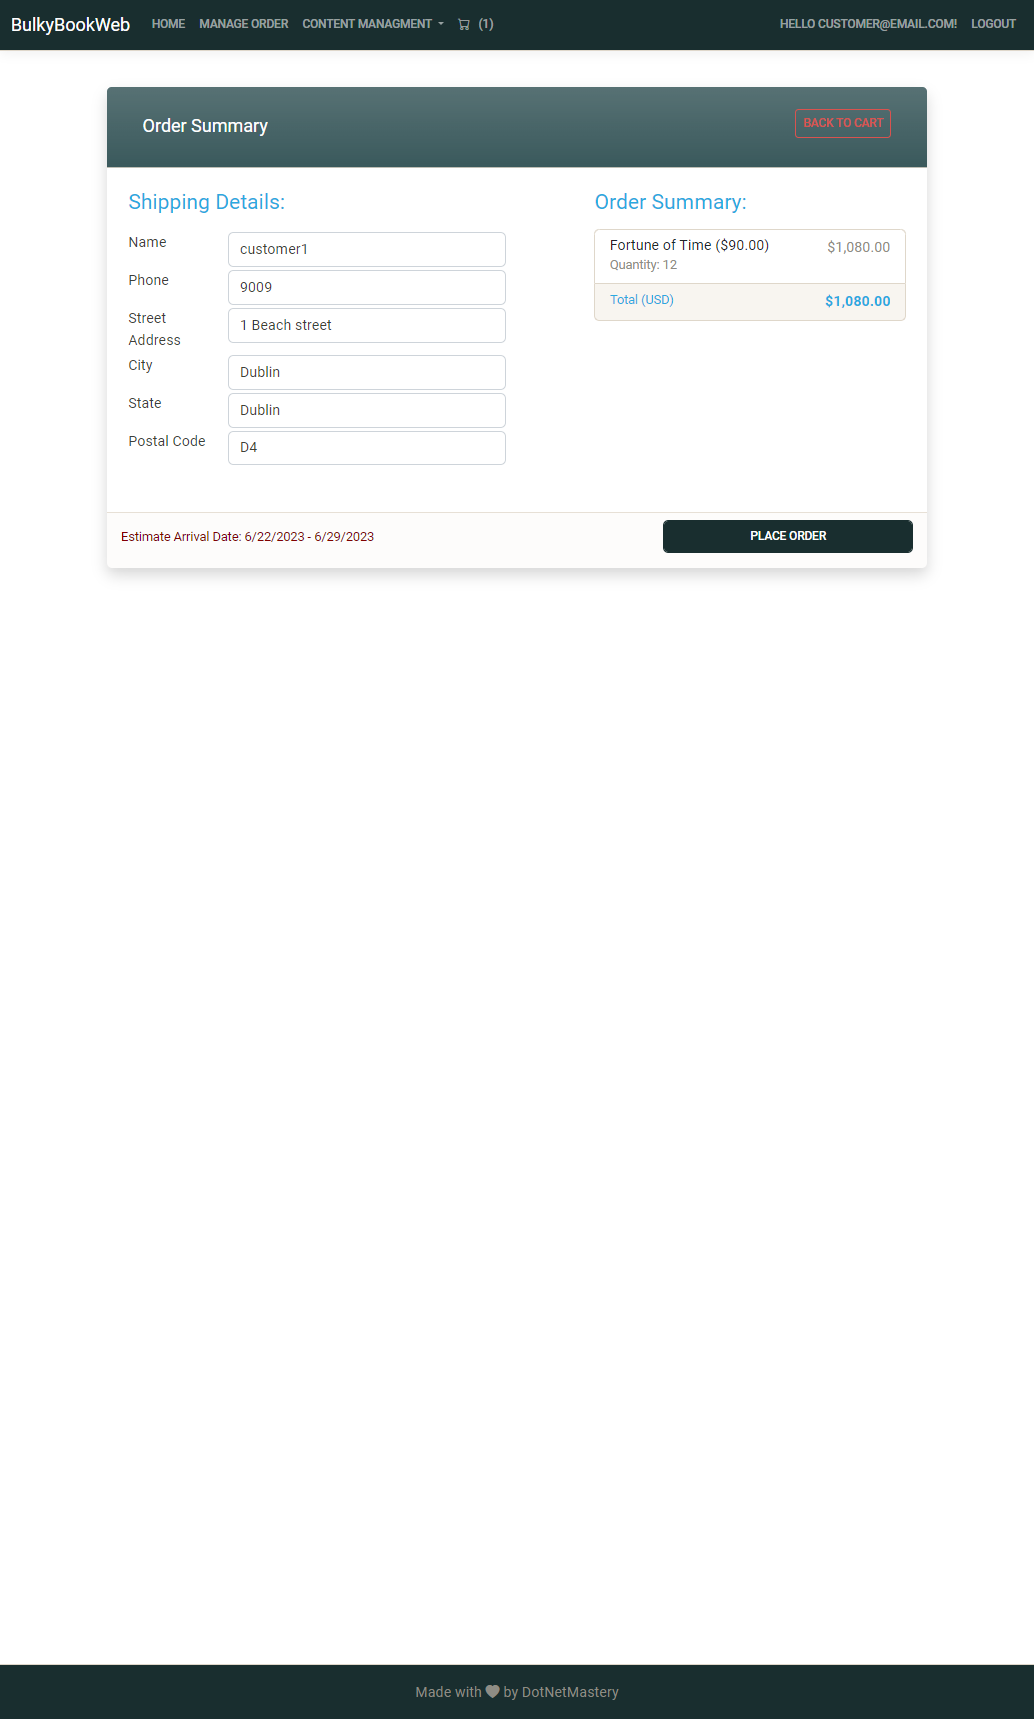 BulkyBookWeb HOME MANAGE ORDER CONTENT MANAGMENT (1) HELLO CUSTOMER@EMAIL.COM! LOGOUT
Order Summary BACK TO CART
Shipping Details:
Name customer1
Phone 9009
Street
Address 1 Beach street
City Dublin
State Dublin
Postal Code D4
Order Summary:
Fortune of Time ($90.00) $1,080.00
Quantity: 12
Total (USD) $1,080.00
Estimate Arrival Date: 6/22/2023 - 6/29/2023 PLACE ORDER
Made with by DotNetMastery